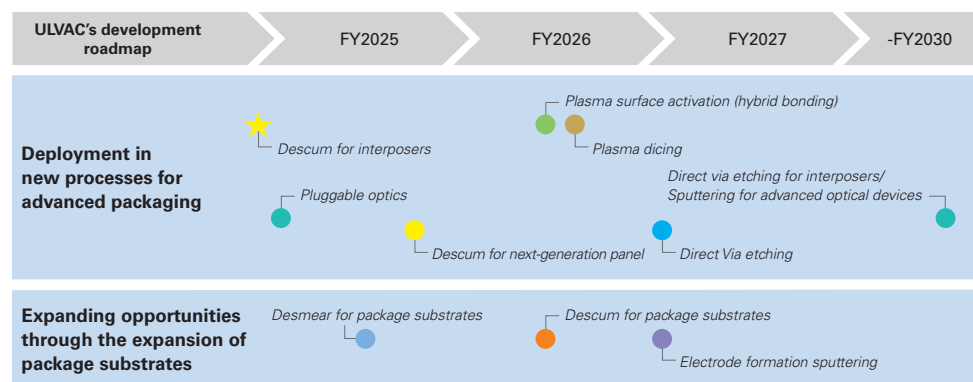 ULVAC's development
roadmap
FY2025
FY2026
FY2027
-FY2030
Deployment in
new processes for
advanced packaging
Plasma surface activation (hybrid bonding)
Descum for interposers
Plasma dicing
Direct via etching for interposers/
Sputtering for advanced optical devices
Pluggable optics
Descum for next-generation panel
Direct Via etching
Expanding opportunities
through the expansion of
package substrates
Desmear for package substrates
Descum for package substrates
Electrode formation sputtering